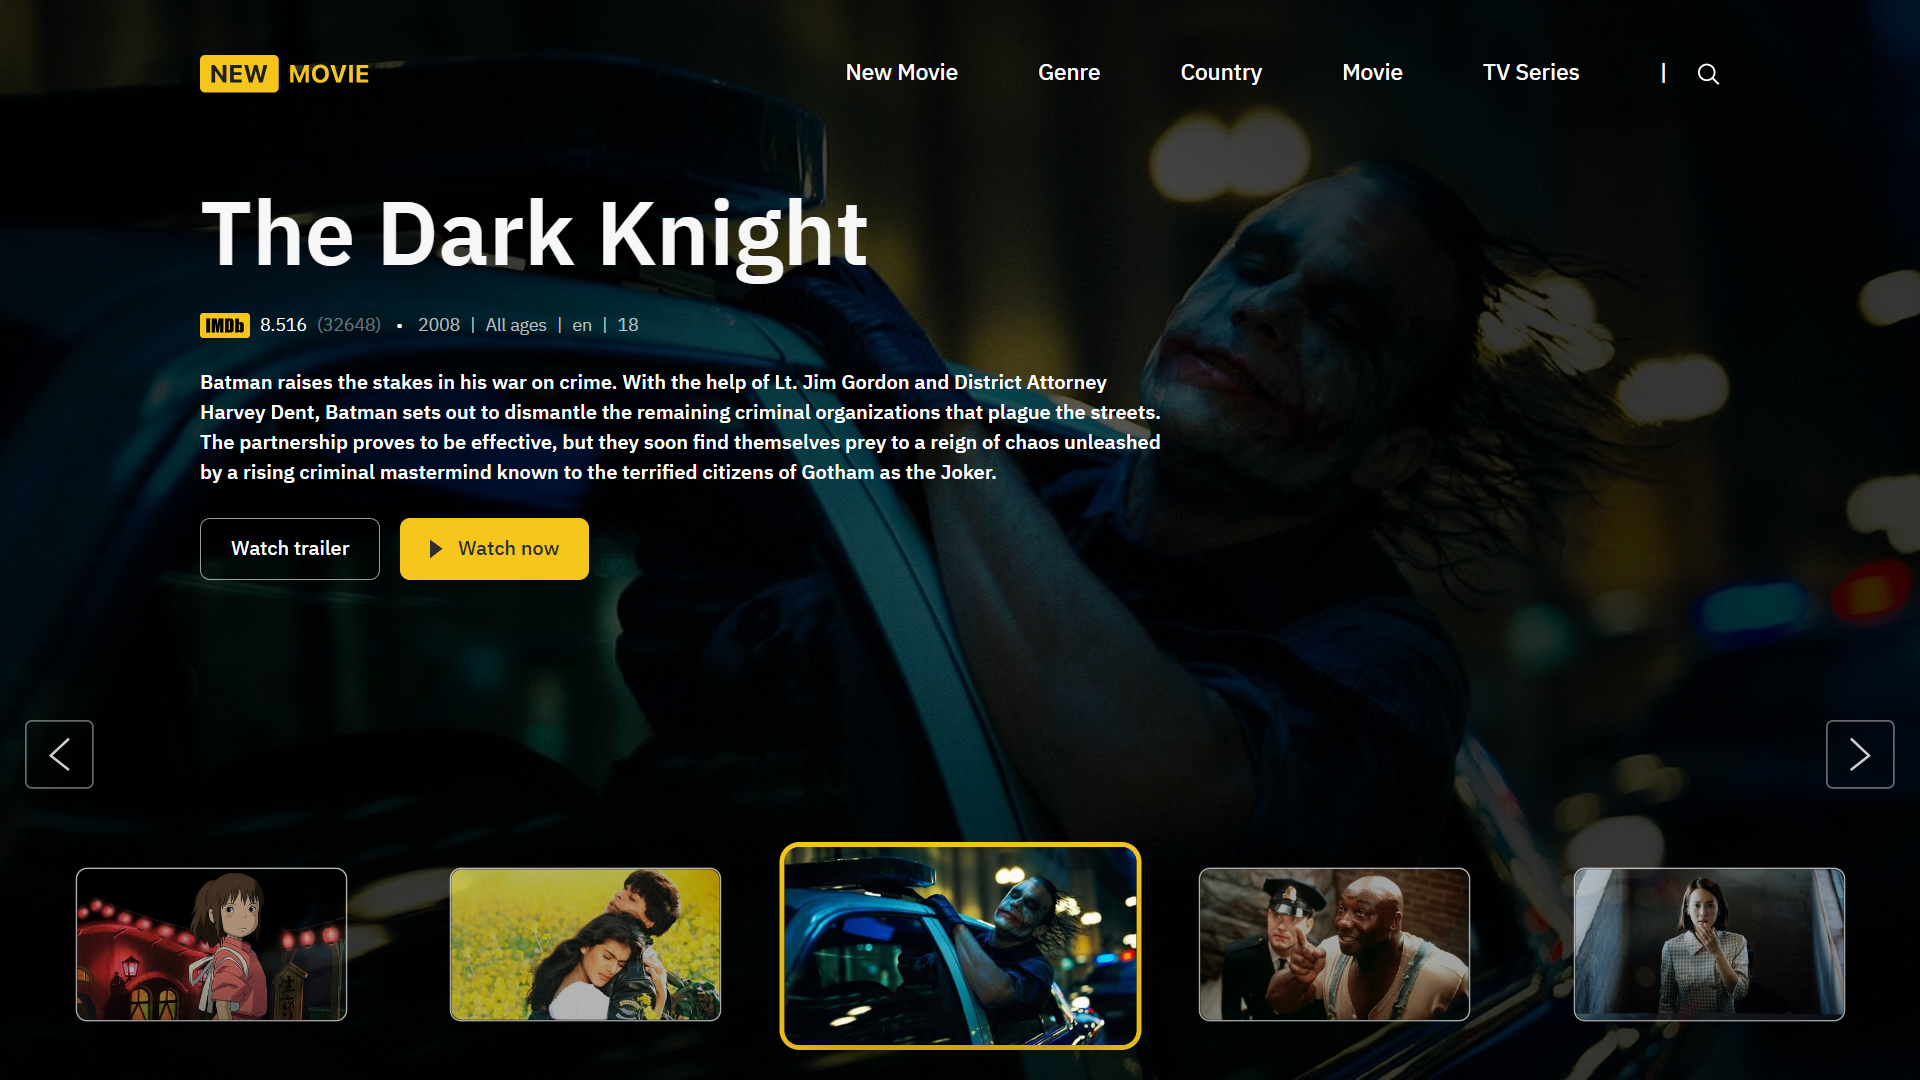 NEW MOVIE
New Movie Genre Country Movie TV Series |
The Dark Knight
IMDb 8.516 (32648) • 2008 | All ages | en | 18
Batman raises the stakes in his war on crime. With the help of Lt. Jim Gordon and District Attorney
Harvey Dent, Batman sets out to dismantle the remaining criminal organizations that plague the streets.
The partnership proves to be effective, but they soon find themselves prey to a reign of chaos unleashed
by a rising criminal mastermind known to the terrified citizens of Gotham as the Joker.
Watch trailer
Watch now